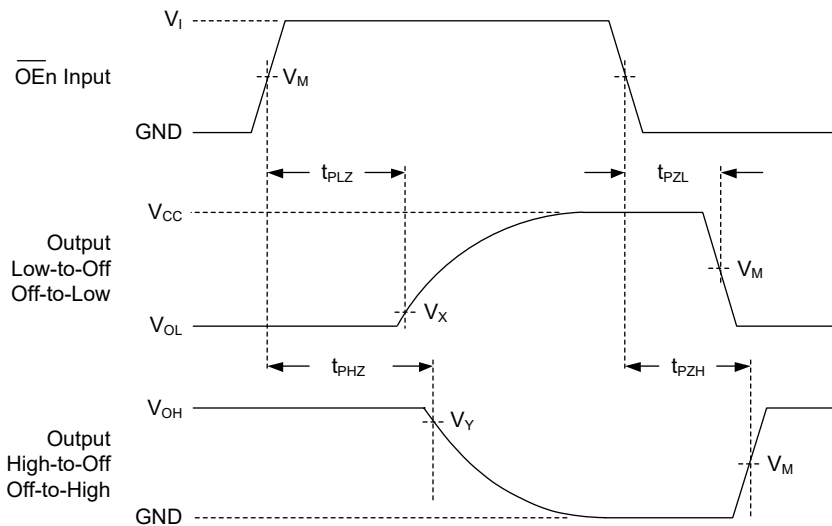 V_I
O̅E̅n Input
V_M
GND
t_PLZ
t_PZL
V_CC
Output
Low-to-Off
Off-to-Low
V_M
V_X
V_OL
t_PHZ
t_PZH
V_OH
V_Y
Output
High-to-Off
Off-to-High
V_M
GND